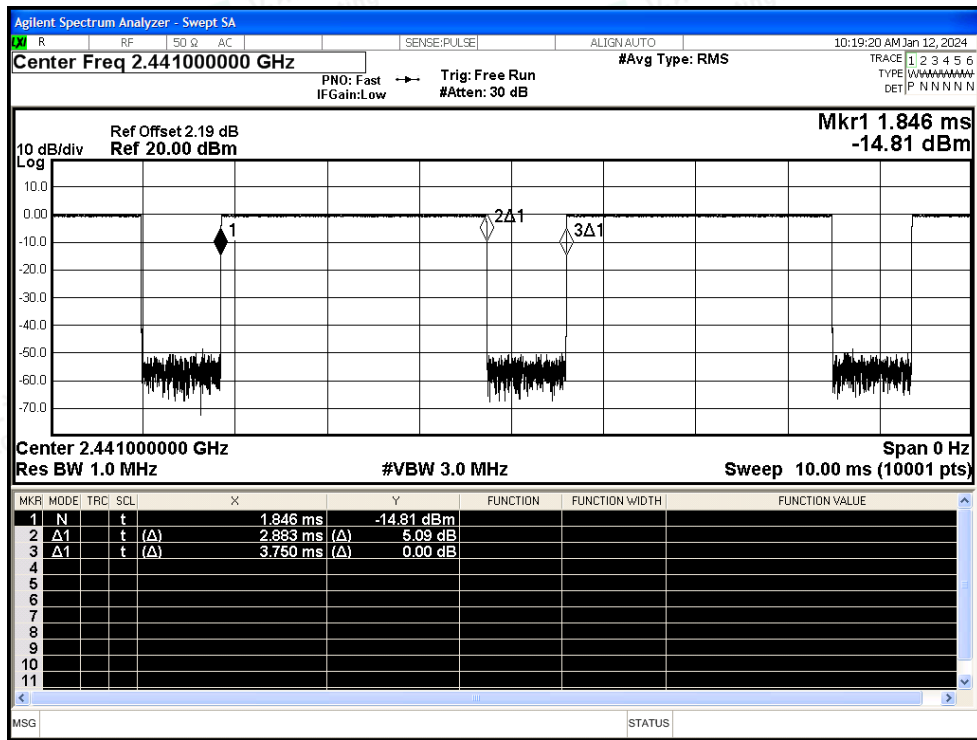 Agilent Spectrum Analyzer - Swept SA
LXI R RF 50 Ω AC SENSE:PULSE ALIGN AUTO 10:19:20 AM Jan 12, 2024
Center Freq 2.441000000 GHz #Avg Type: RMS TRACE 1 2 3 4 5 6
PNO: Fast Trig: Free Run TYPE WWWWWW
IFGain:Low #Atten: 30 dB DET P N N N N N
Mkr1 1.846 ms
Ref Offset 2.19 dB
10 dB/div Ref 20.00 dBm -14.81 dBm
Log
10.0
0.00
2Δ1
1
3Δ1
-10.0
-20.0
-30.0
-40.0
-50.0
-60.0
-70.0
Center 2.441000000 GHz Span 0 Hz
Res BW 1.0 MHz #VBW 3.0 MHz Sweep 10.00 ms (10001 pts)
MKR MODE TRC SCL X Y FUNCTION FUNCTION WIDTH FUNCTION VALUE
1 N t 1.846 ms -14.81 dBm
2 Δ1 t (Δ) 2.883 ms (Δ) 5.09 dB
3 Δ1 t (Δ) 3.750 ms (Δ) 0.00 dB
4
5
6
7
8
9
10
11
MSG STATUS